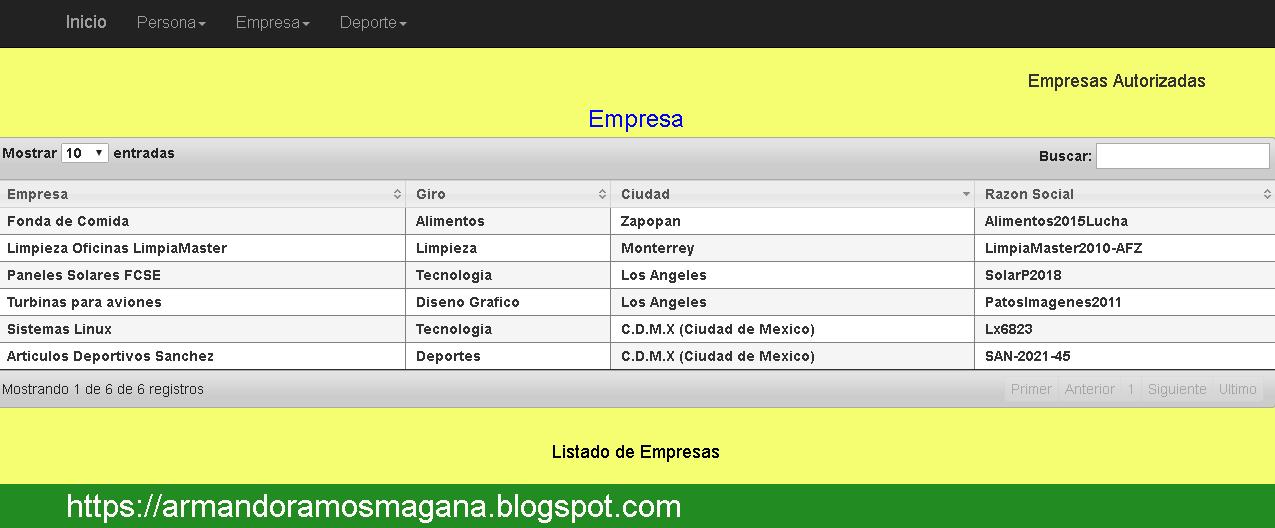 Inicio Persona Empresa Deporte
Empresas Autorizadas
Empresa
Mostrar 10 entradas Buscar:
Empresa Giro Ciudad Razon Social
Fonda de Comida Alimentos Zapopan Alimentos2015Lucha
Limpieza Oficinas LimpiaMaster Limpieza Monterrey LimpiaMaster2010-AFZ
Paneles Solares FCSE Tecnologia Los Angeles SolarP2018
Turbinas para aviones Diseno Grafico Los Angeles PatosImagenes2011
Sistemas Linux Tecnologia C.D.M.X (Ciudad de Mexico) Lx6823
Articulos Deportivos Sanchez Deportes C.D.M.X (Ciudad de Mexico) SAN-2021-45
Mostrando 1 de 6 de 6 registros Primer Anterior 1 Siguiente Ultimo
Listado de Empresas
https://armandoramosmagana.blogspot.com